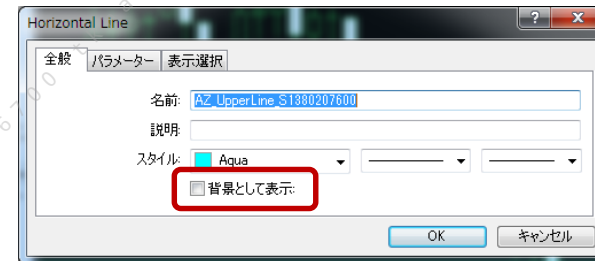 Horizontal Line
全般 パラメーター 表示選択
名前: AZ_UpperLine_S1380207600
説明:
スタイル: Aqua
背景として表示:
OK キャンセル